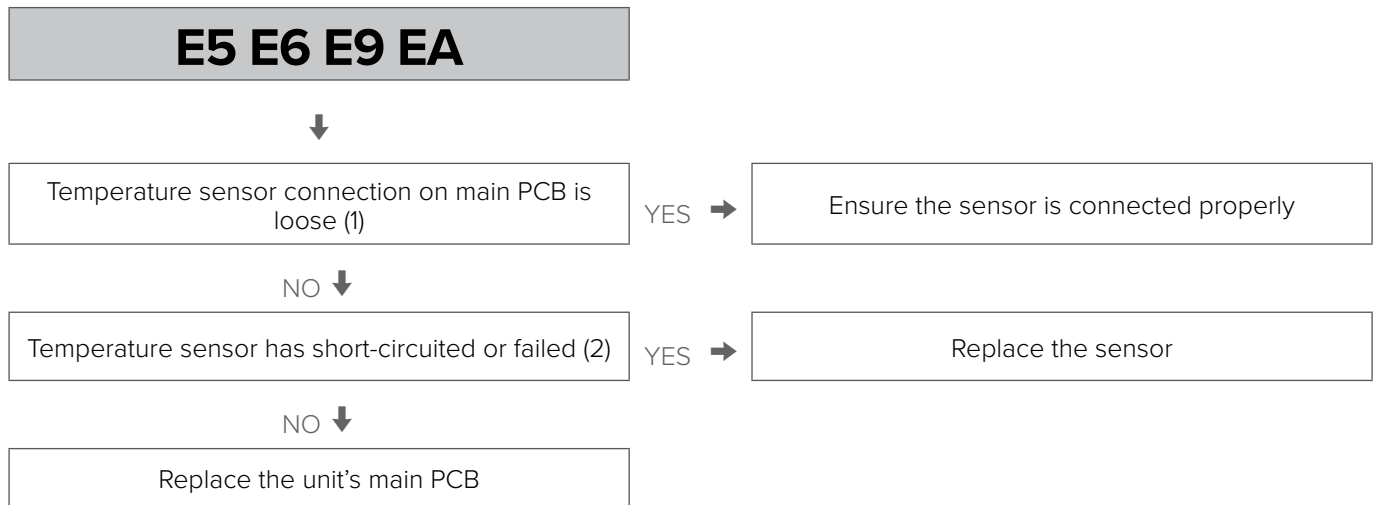 E5 E6 E9 EA
Temperature sensor connection on main PCB is
loose (1)
YES
Ensure the sensor is connected properly
NO
Temperature sensor has short-circuited or failed (2)
YES
Replace the sensor
NO
Replace the unit's main PCB